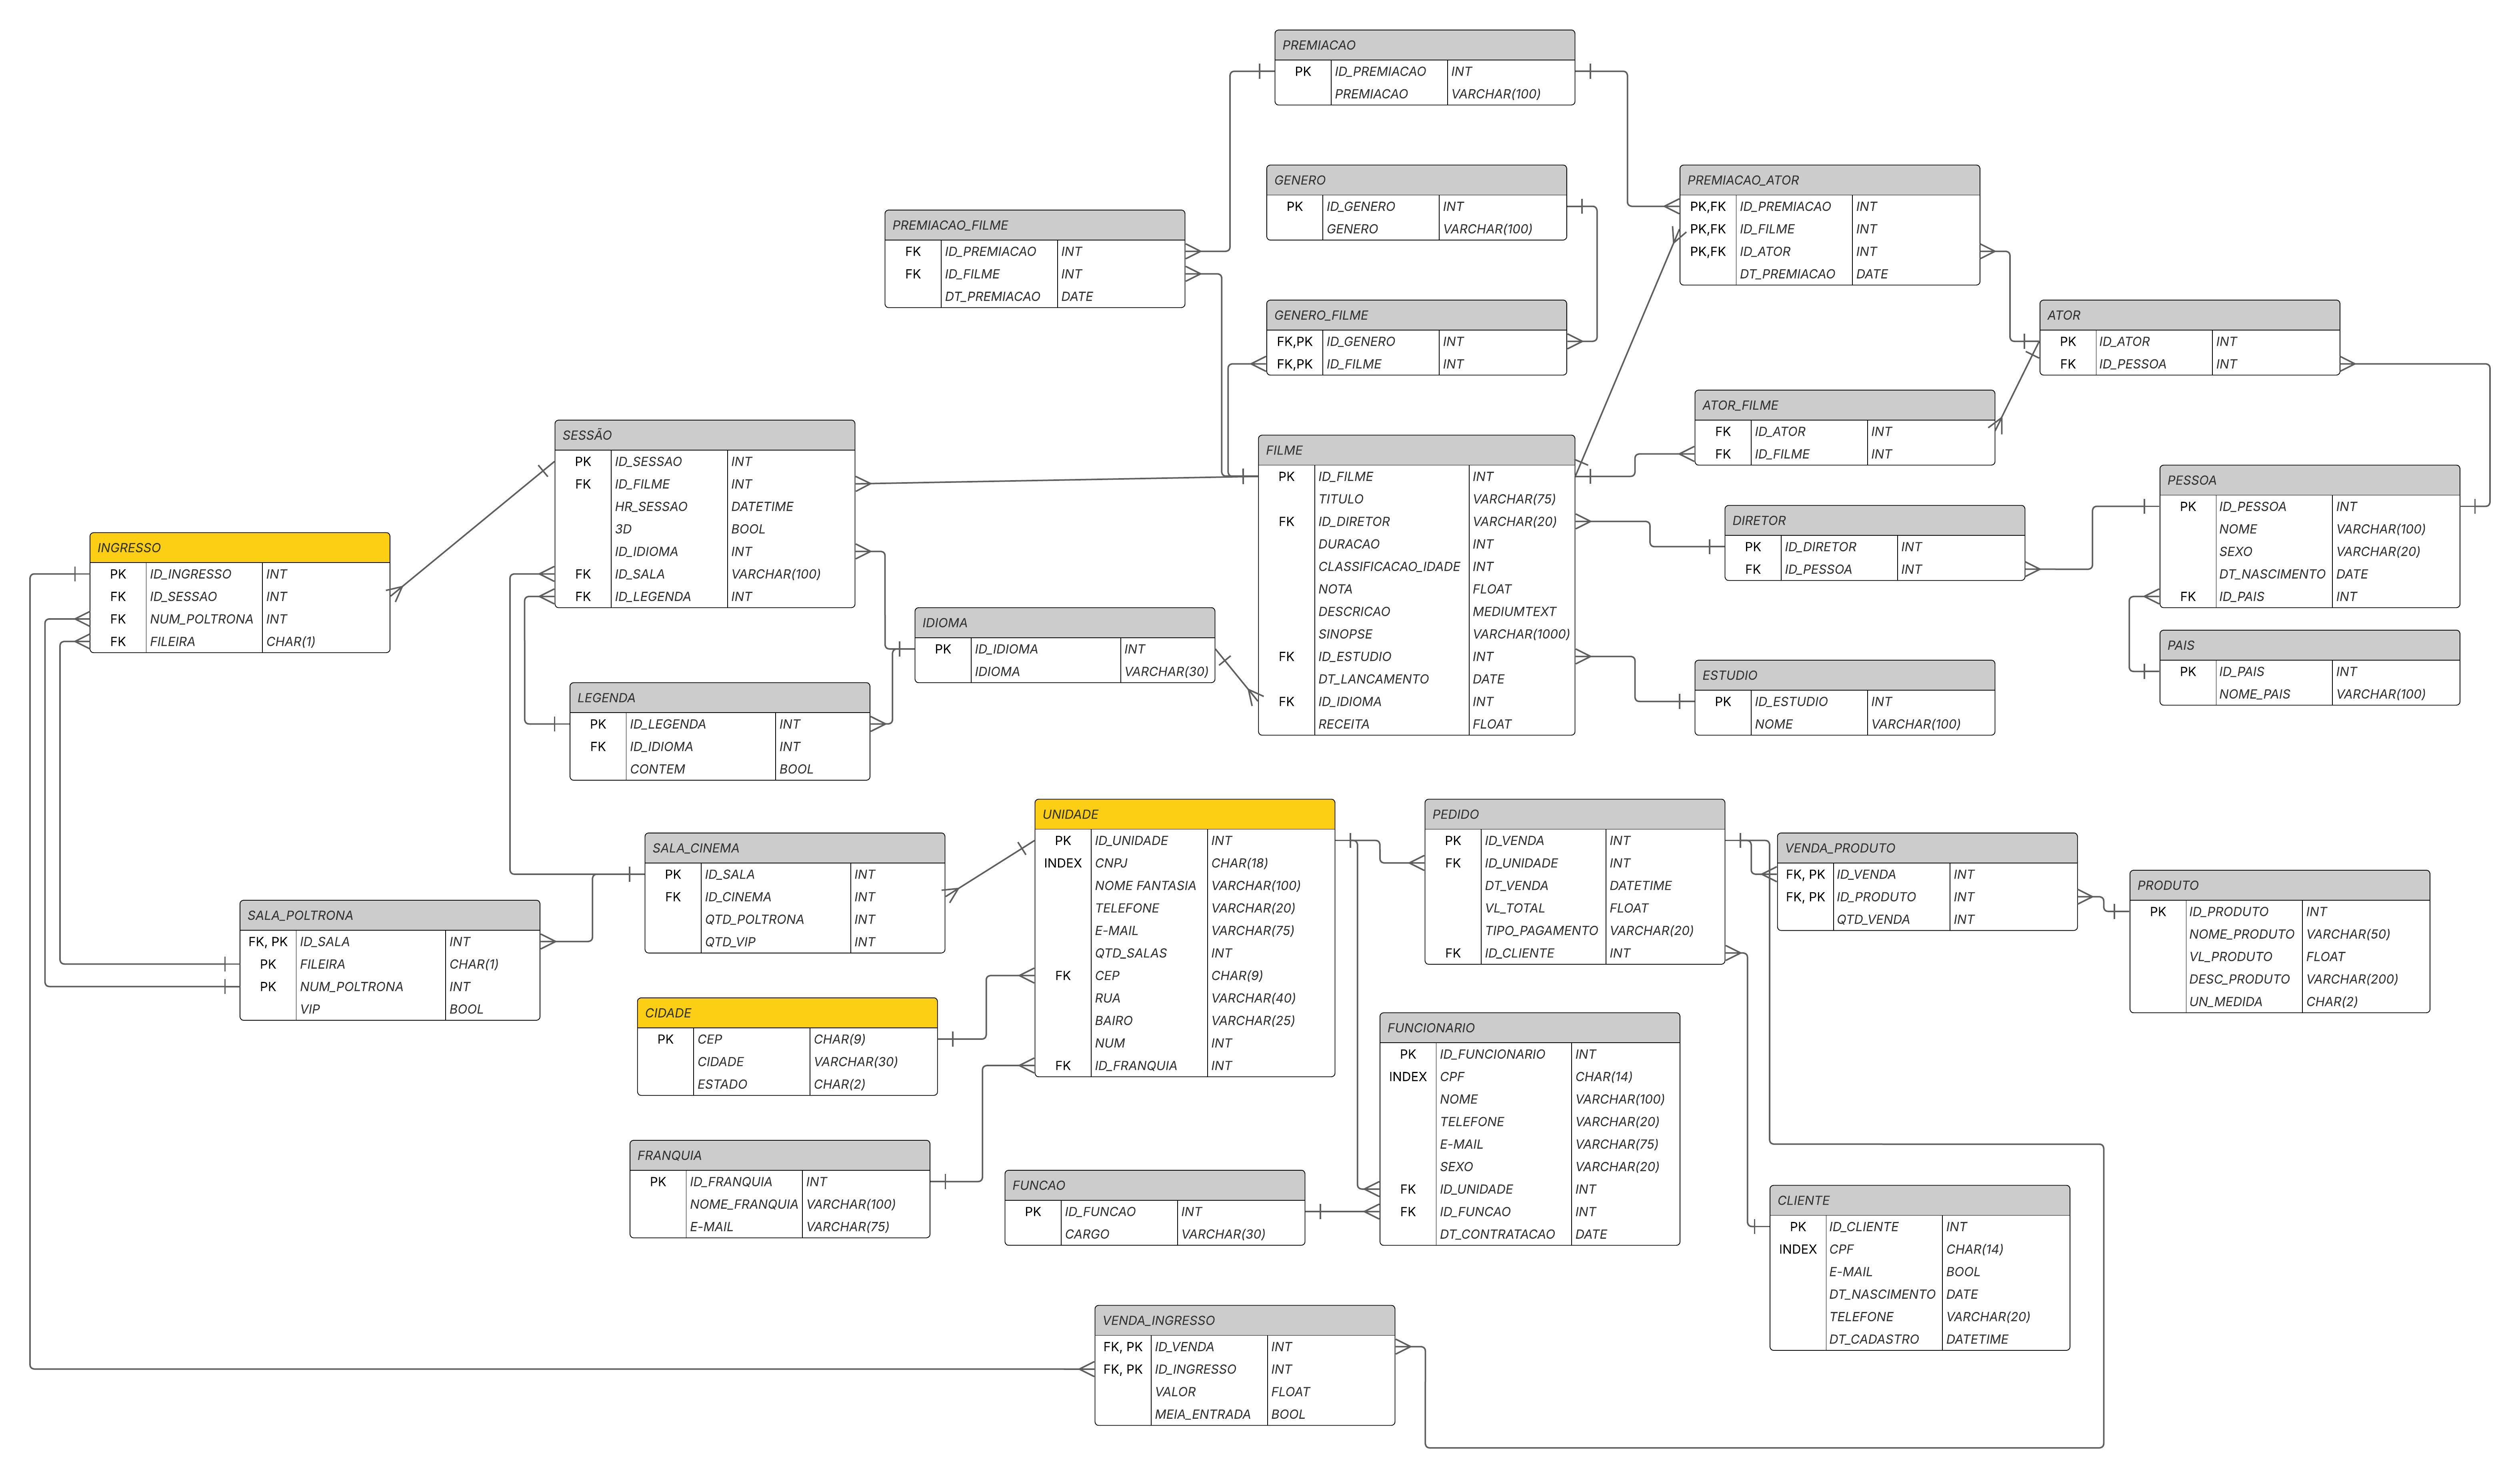 PREMIACAO
PK ID_PREMIACAO INT
PREMIACAO VARCHAR(100)
GENERO
PK ID_GENERO INT
GENERO VARCHAR(100)
PREMIACAO_ATOR
PK,FK ID_PREMIACAO INT
PK,FK ID_FILME INT
PK,FK ID_ATOR INT
DT_PREMIACAO DATE
PREMIACAO_FILME
FK ID_PREMIACAO INT
FK ID_FILME INT
DT_PREMIACAO DATE
GENERO_FILME
FK,PK ID_GENERO INT
FK,PK ID_FILME INT
ATOR
PK ID_ATOR INT
FK ID_PESSOA INT
ATOR_FILME
FK ID_ATOR INT
FK ID_FILME INT
SESSÃO
PK ID_SESSAO INT
FK ID_FILME INT
HR_SESSAO DATETIME
3D BOOL
ID_IDIOMA INT
FK ID_SALA VARCHAR(100)
FK ID_LEGENDA INT
FILME
PK ID_FILME INT
TITULO VARCHAR(75)
FK ID_DIRETOR VARCHAR(20)
DURACAO INT
CLASSIFICACAO_IDADE INT
NOTA FLOAT
DESCRICAO MEDIUMTEXT
SINOPSE VARCHAR(1000)
FK ID_ESTUDIO INT
DT_LANCAMENTO DATE
FK ID_IDIOMA INT
RECEITA FLOAT
PESSOA
PK ID_PESSOA INT
NOME VARCHAR(100)
SEXO VARCHAR(20)
DT_NASCIMENTO DATE
FK ID_PAIS INT
DIRETOR
PK ID_DIRETOR INT
FK ID_PESSOA INT
INGRESSO
PK ID_INGRESSO INT
FK ID_SESSAO INT
FK NUM_POLTRONA INT
FK FILEIRA CHAR(1)
IDIOMA
PK ID_IDIOMA INT
IDIOMA VARCHAR(30)
PAIS
PK ID_PAIS INT
NOME_PAIS VARCHAR(100)
ESTUDIO
PK ID_ESTUDIO INT
NOME VARCHAR(100)
LEGENDA
PK ID_LEGENDA INT
FK ID_IDIOMA INT
CONTEM BOOL
UNIDADE
PK ID_UNIDADE INT
INDEX CNPJ CHAR(18)
NOME FANTASIA VARCHAR(100)
TELEFONE VARCHAR(20)
E-MAIL VARCHAR(75)
QTD_SALAS INT
FK CEP CHAR(9)
RUA VARCHAR(40)
BAIRO VARCHAR(25)
NUM INT
FK ID_FRANQUIA INT
PEDIDO
PK ID_VENDA INT
FK ID_UNIDADE INT
DT_VENDA DATETIME
VL_TOTAL FLOAT
TIPO_PAGAMENTO VARCHAR(20)
FK ID_CLIENTE INT
SALA_CINEMA
PK ID_SALA INT
FK ID_CINEMA INT
QTD_POLTRONA INT
QTD_VIP INT
VENDA_PRODUTO
FK, PK ID_VENDA INT
FK, PK ID_PRODUTO INT
QTD_VENDA INT
PRODUTO
PK ID_PRODUTO INT
NOME_PRODUTO VARCHAR(50)
VL_PRODUTO FLOAT
DESC_PRODUTO VARCHAR(200)
UN_MEDIDA CHAR(2)
SALA_POLTRONA
FK, PK ID_SALA INT
PK FILEIRA CHAR(1)
PK NUM_POLTRONA INT
VIP BOOL
CIDADE
PK CEP CHAR(9)
CIDADE VARCHAR(30)
ESTADO CHAR(2)
FUNCIONARIO
PK ID_FUNCIONARIO INT
INDEX CPF CHAR(14)
NOME VARCHAR(100)
TELEFONE VARCHAR(20)
E-MAIL VARCHAR(75)
SEXO VARCHAR(20)
FK ID_UNIDADE INT
FK ID_FUNCAO INT
DT_CONTRATACAO DATE
FRANQUIA
PK ID_FRANQUIA INT
NOME_FRANQUIA VARCHAR(100)
E-MAIL VARCHAR(75)
FUNCAO
PK ID_FUNCAO INT
CARGO VARCHAR(30)
CLIENTE
PK ID_CLIENTE INT
INDEX CPF CHAR(14)
E-MAIL BOOL
DT_NASCIMENTO DATE
TELEFONE VARCHAR(20)
DT_CADASTRO DATETIME
VENDA_INGRESSO
FK, PK ID_VENDA INT
FK, PK ID_INGRESSO INT
VALOR FLOAT
MEIA_ENTRADA BOOL